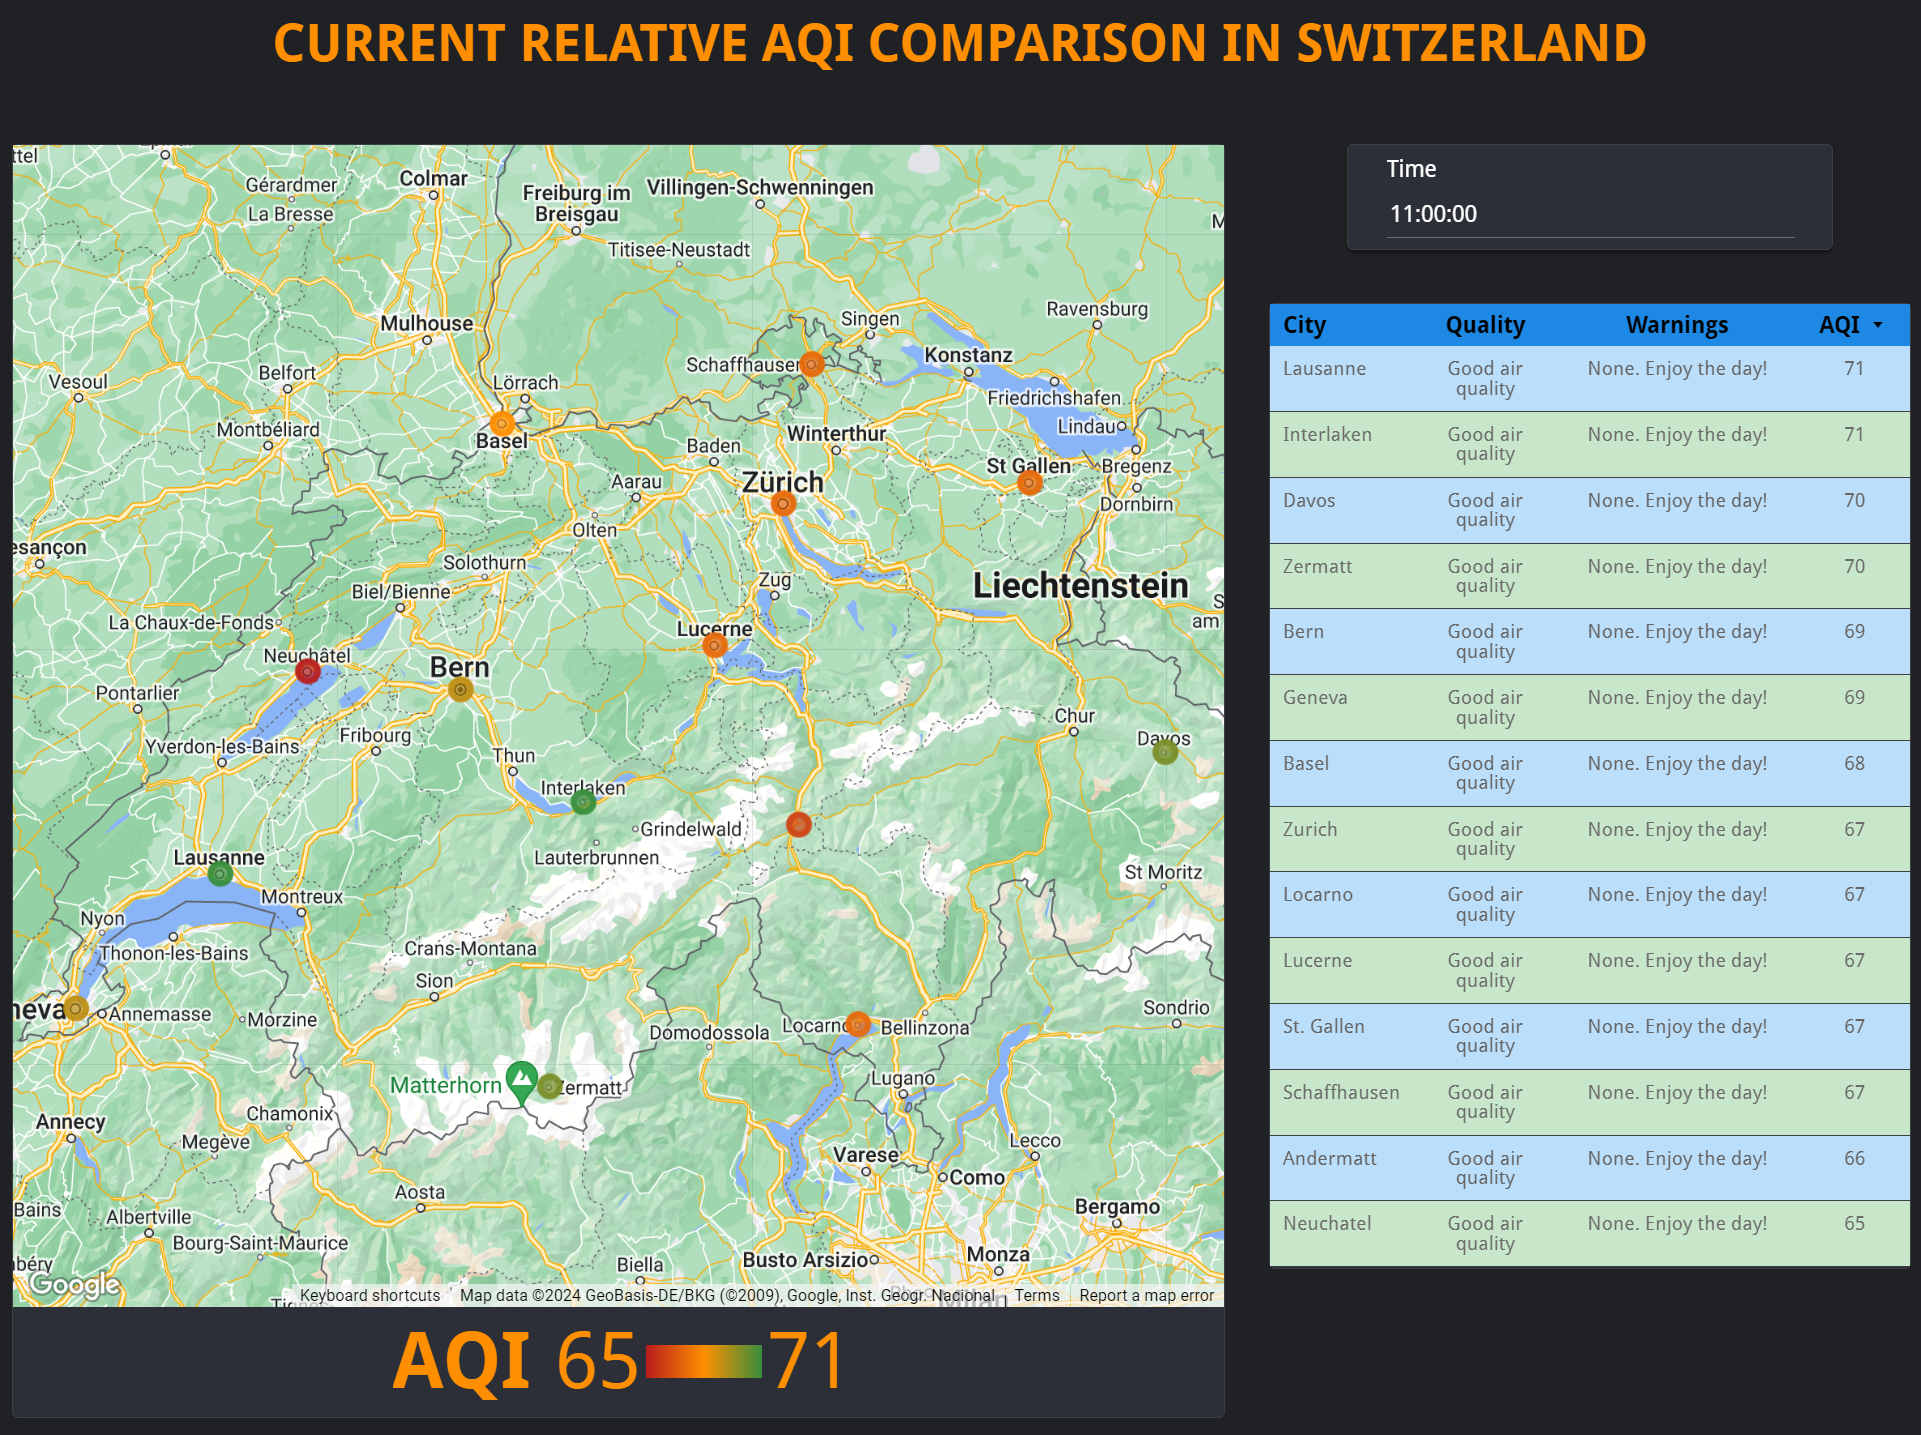 CURRENT RELATIVE AQI COMPARISON IN SWITZERLAND
ttel
Colmar
Gérardmer
La Bresse
Freiburg im
Breisgau
Villingen-Schwenningen
Titisee-Neustadt
M
Mulhouse
Singen
Ravensburg
Schaffhausen
Konstanz
Vesoul
Belfort
Lörrach
Friedrichshafen
Montbéliard
Basel
Baden
Winterthur
Lindau
Zürich
St Gallen
Bregenz
Aarau
Dornbirn
Olten
esançon
Solothurn
Zug
Liechtenstein
Biel/Bienne
S
am
La Chaux-de-Fonds
Lucerne
Neuchâtel
Bern
Pontarlier
Chur
Yverdon-les-Bains
Fribourg
Davos
Thun
Interlaken
Grindelwald
Lausanne
Lauterbrunnen
St Moritz
Montreux
Nyon
Thonon-les-Bains
Crans-Montana
Sion
neva
Annemasse
Morzine
Domodossola
Locarno
Bellinzona
Sondrio
Matterhorn
Zermatt
Lugano
Chamonix
Annecy
Megève
Lecco
Varese
Como
Aosta
Bains
Albertville
Bergamo
Bourg-Saint-Maurice
Busto Arsizio
Monza
Biella
béry
Google
Milan
Keyboard shortcuts
Map data ©2024 GeoBasis-DE/BKG (©2009), Google, Inst. Geogr. Nacional
Terms
Report a map error
AQI 65 71
Time
11:00:00
City Quality Warnings AQI
Lausanne Good air None. Enjoy the day! 71
quality
Interlaken Good air None. Enjoy the day! 71
quality
Davos Good air None. Enjoy the day! 70
quality
Zermatt Good air None. Enjoy the day! 70
quality
Bern Good air None. Enjoy the day! 69
quality
Geneva Good air None. Enjoy the day! 69
quality
Basel Good air None. Enjoy the day! 68
quality
Zurich Good air None. Enjoy the day! 67
quality
Locarno Good air None. Enjoy the day! 67
quality
Lucerne Good air None. Enjoy the day! 67
quality
St. Gallen Good air None. Enjoy the day! 67
quality
Schaffhausen Good air None. Enjoy the day! 67
quality
Andermatt Good air None. Enjoy the day! 66
quality
Neuchatel Good air None. Enjoy the day! 65
quality